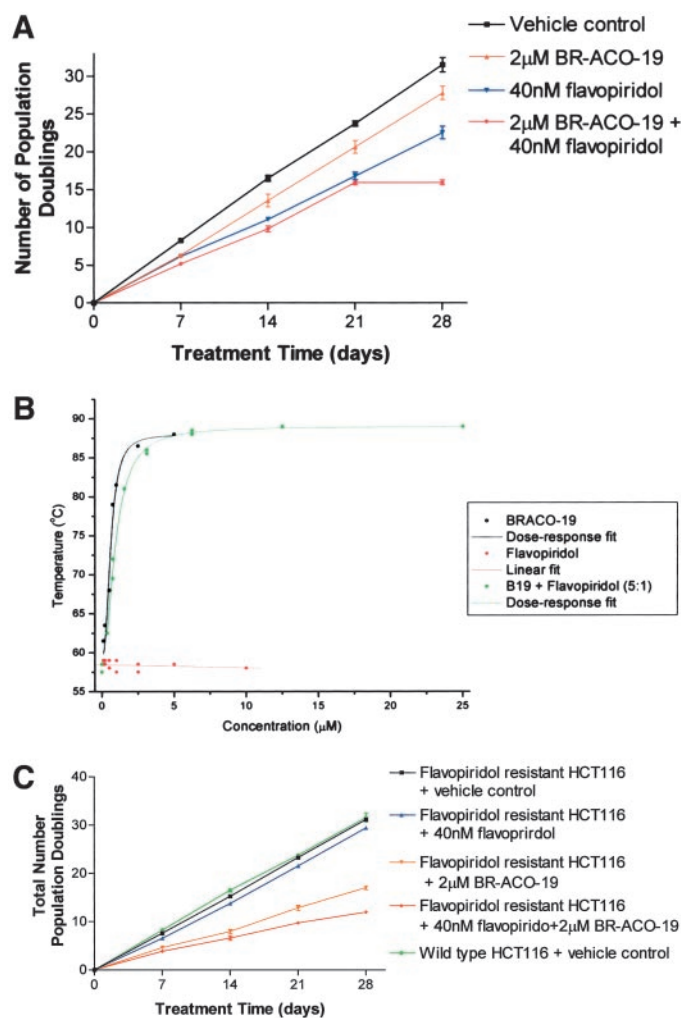 A
Vehicle control
2μM BR-ACO-19
40nM flavopiridol
2μM BR-ACO-19 +
40nM flavopiridol
Number of Population
Doublings
30
25
20
15
10
5
0
0 7 14 21 28
Treatment Time (days)
B
Temperature (°C)
90
85
80
75
70
65
60
55
0 5 10 15 20 25
Concentration (μM)
BRACO-19
Dose-response fit
Flavopiridol
Linear fit
B19 + Flavopiridol (5:1)
Dose-response fit
C
Total Number
Population Doublings
40
30
20
10
0
0 7 14 21 28
Treatment Time (days)
Flavopiridol resistant HCT116
+ vehicle control
Flavopiridol resistant HCT116
+ 40nM flavoprirdol
Flavopiridol resistant HCT116
+ 2μM BR-ACO-19
Flavopiridol resistant HCT116
+ 40nM flavopirido+2μM BR-ACO-19
Wild type HCT116 + vehicle control